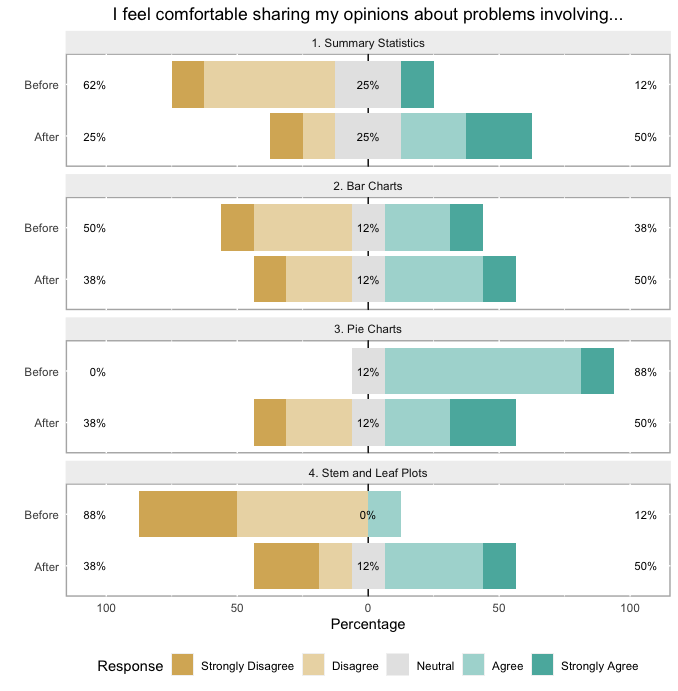 I feel comfortable sharing my opinions about problems involving...
1. Summary Statistics
Before 62% 25% 12%
After 25% 25% 50%
2. Bar Charts
Before 50% 12% 38%
After 38% 12% 50%
3. Pie Charts
Before 0% 12% 88%
After 38% 12% 50%
4. Stem and Leaf Plots
Before 88% 0% 12%
After 38% 12% 50%
100 50 0 50 100
Percentage
Response Strongly Disagree Disagree Neutral Agree Strongly Agree